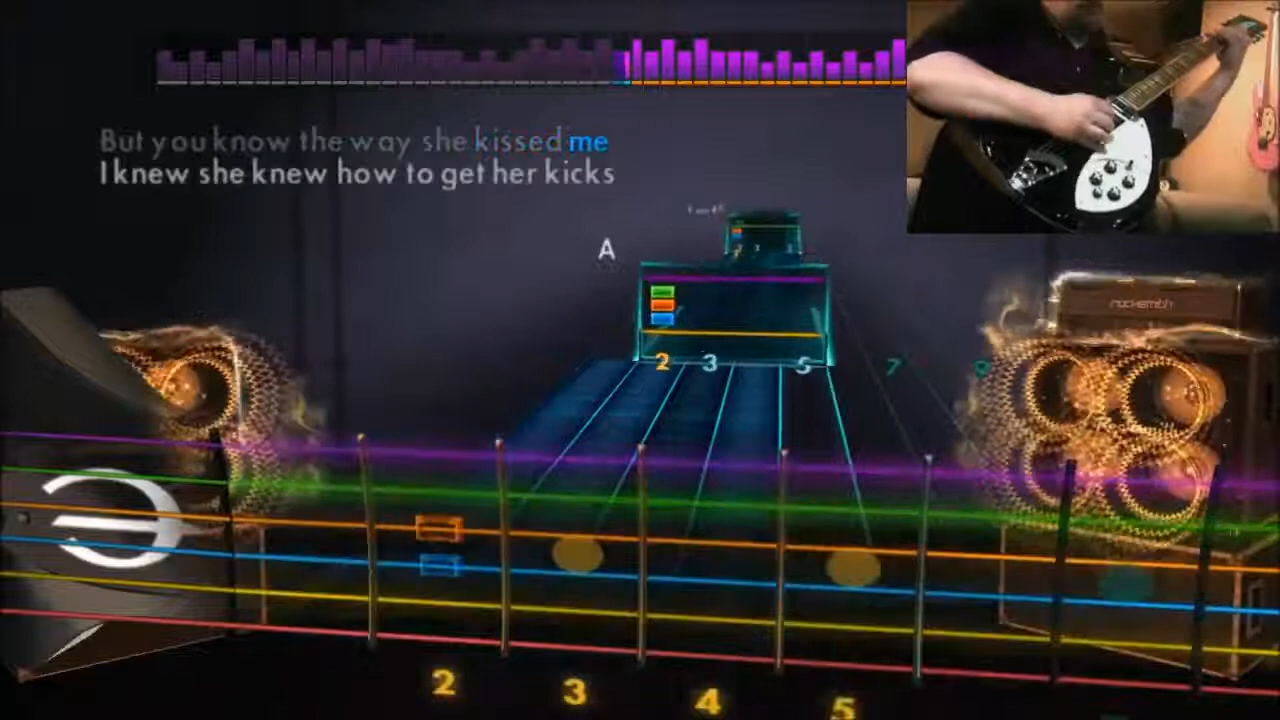 But you know the way she kissed me
I knew she knew how to get her kicks
A
rocksmith
2 3 5 7
2 3 4 5